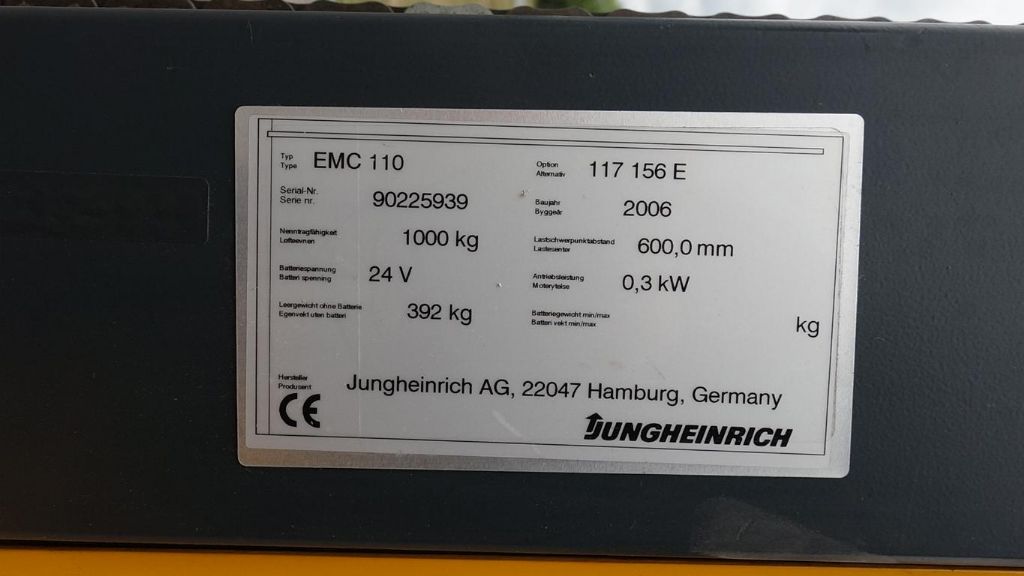 Typ EMC 110 Option 117 156 E
Type Alternativ
Serial-Nr. 90225939 Baujahr 2006
Serie nr. Byggeår
Nenntragfähigkeit 1000 kg Lastschwerpunktabstand 600,0 mm
Lofteevnen Lastesenter
Batteriespannung 24 V Antriebsleistung 0,3 kW
Batteri spenning Motorytelse
Leergewicht ohne Batterie 392 kg Batteriegewicht min/max kg
Egenvekt uten batteri Batteri vekt min/max
Hersteller Jungheinrich AG, 22047 Hamburg, Germany
Produsent
CE JUNGHEINRICH